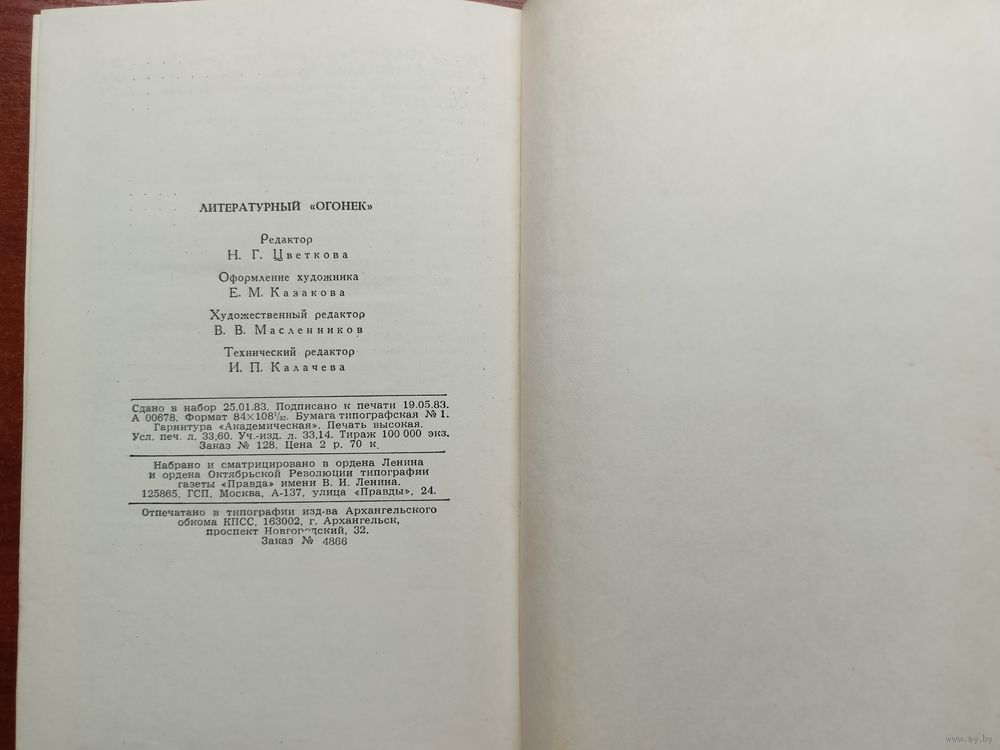 ЛИТЕРАТУРНЫЙ «ОГОНЕК»
Редактор
Н. Г. Цветкова
Оформление художника
Е. М. Казакова
Художественный редактор
В. В. Масленников
Технический редактор
И. П. Калачева
Сдано в набор 25.01.83. Подписано к печати 19.05.83.
А 00678. Формат 84×108¹/₃₂. Бумага типографская № 1.
Гарнитура «Академическая». Печать высокая.
Усл. печ. л. 33,60. Уч.-изд. л. 33,14. Тираж 100 000 экз.
Заказ № 128. Цена 2 р. 70 к.
Набрано и сматрицировано в ордена Ленина
и ордена Октябрьской Революции типографии
газеты «Правда» имени В. И. Ленина.
125865, ГСП, Москва, А-137, улица «Правды», 24.
Отпечатано в типографии изд-ва Архангельского
обкома КПСС, 163002, г. Архангельск,
проспект Новгородский, 32.
Заказ № 4866
www.ay.by